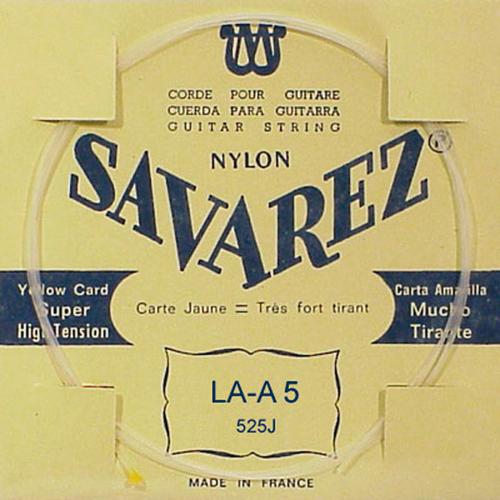 CORDE POUR GUITARE
CUERDA PARA GUITARRA
GUITAR STRING
NYLON
SAVAREZ®
Yellow Card
Super
High Tension
Carte Jaune = Très fort tirant
Carta Amarilla
Mucho
Tirante
LA-A 5
525J
MADE IN FRANCE